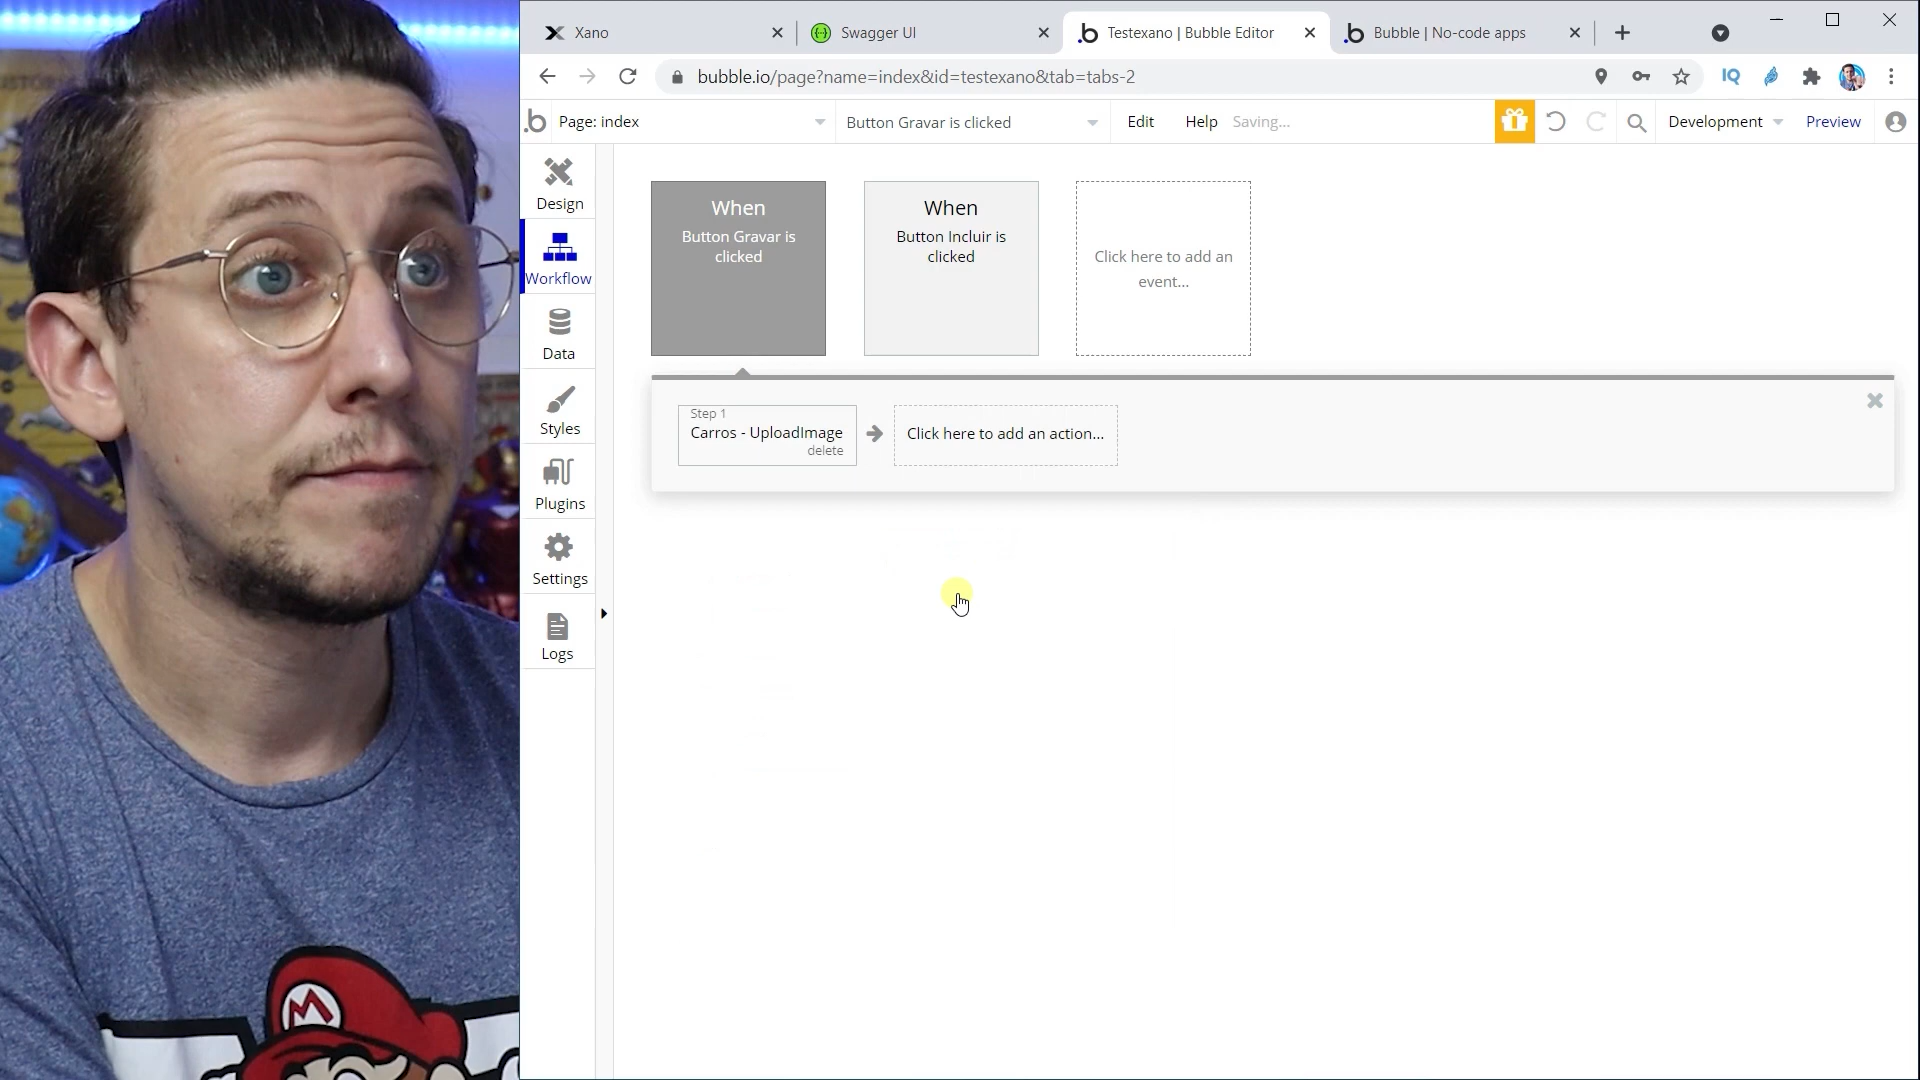 Xano
Swagger UI
Testexano | Bubble Editor
Bubble | No-code apps
bubble.io/page?name=index&id=testexano&tab=tabs-2
IQ
b
Page: index
Button Gravar is clicked
Edit
Help
Saving...
Development
Preview
Design
Workflow
Data
Styles
Plugins
Settings
Logs
When
Button Gravar is
clicked
When
Button Incluir is
clicked
Click here to add an
event...
Step 1
Carros - UploadImage
delete
Click here to add an action...
M